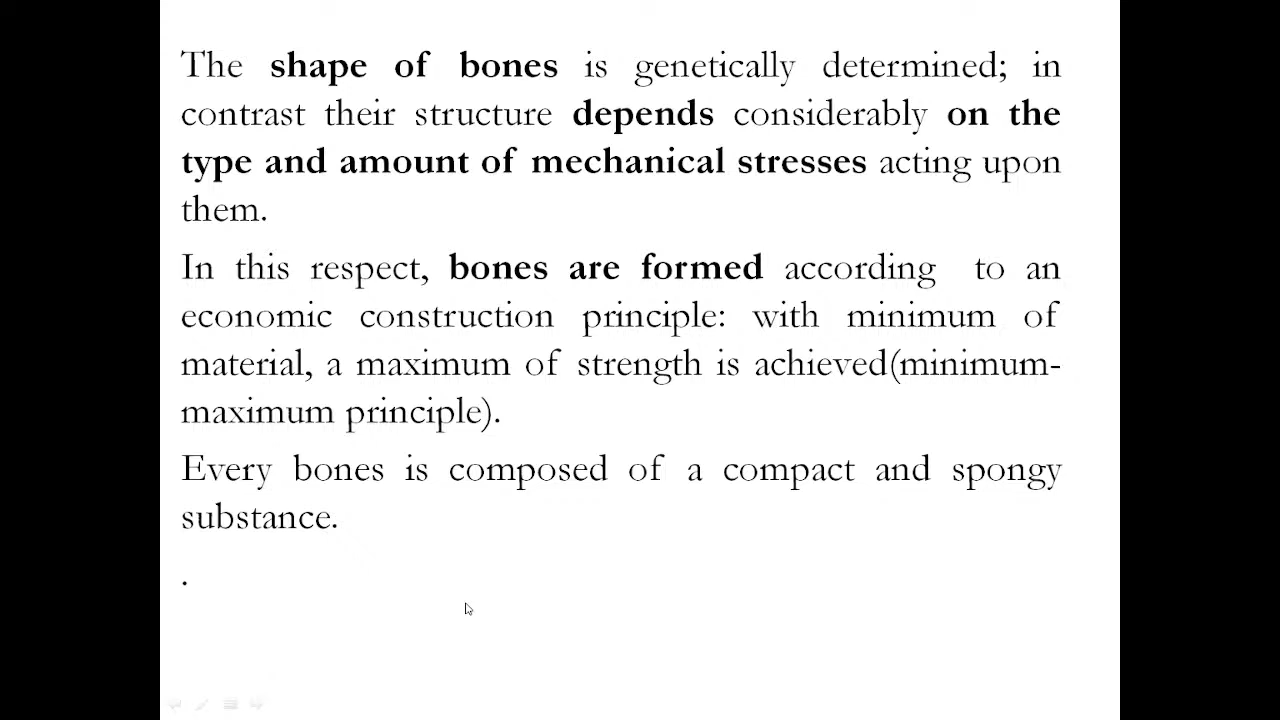 The shape of bones is genetically determined; in
contrast their structure depends considerably on the
type and amount of mechanical stresses acting upon
them.
In this respect, bones are formed according to an
economic construction principle: with minimum of
material, a maximum of strength is achieved(minimum-
maximum principle).
Every bones is composed of a compact and spongy
substance.
.